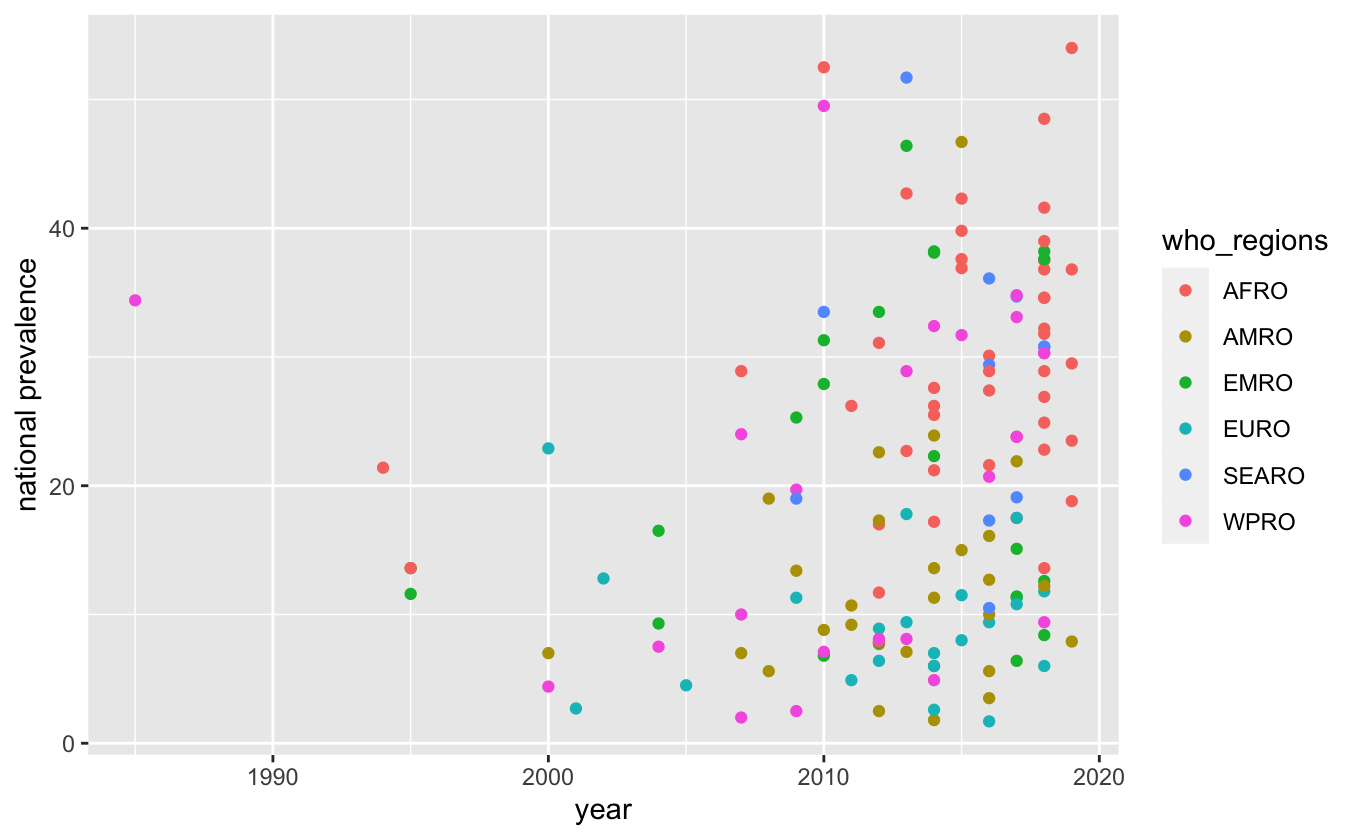 national prevalence
40
20
0
1990
2000
2010
2020
year
who_regions
AFRO
AMRO
EMRO
EURO
SEARO
WPRO